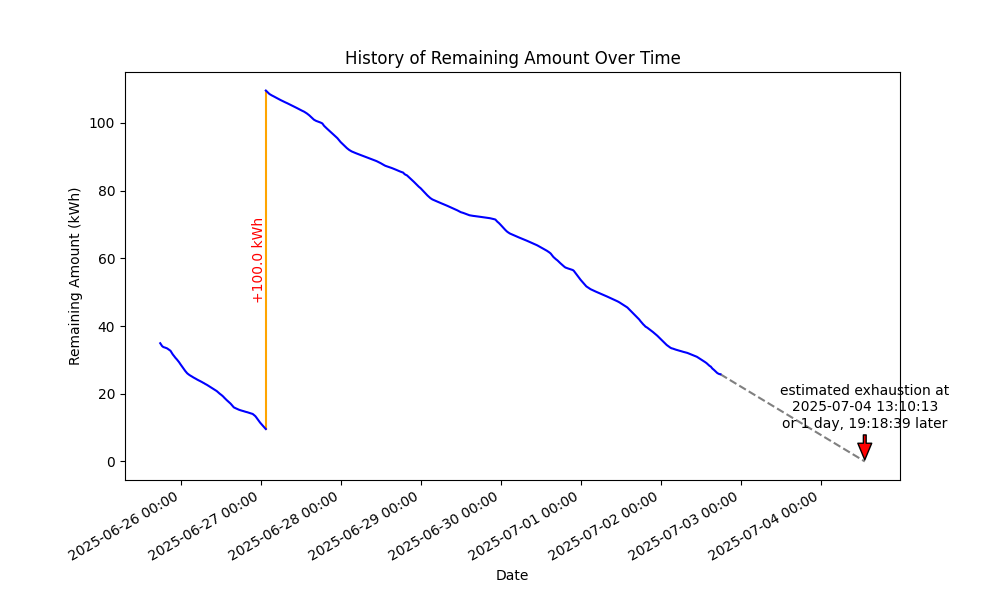 History of Remaining Amount Over Time
Remaining Amount (kWh)
100
80
60
40
20
0
+100.0 kWh
estimated exhaustion at
2025-07-04 13:10:13
or 1 day, 19:18:39 later
2025-06-26 00:00
2025-06-27 00:00
2025-06-28 00:00
2025-06-29 00:00
2025-06-30 00:00
2025-07-01 00:00
2025-07-02 00:00
2025-07-03 00:00
2025-07-04 00:00
Date